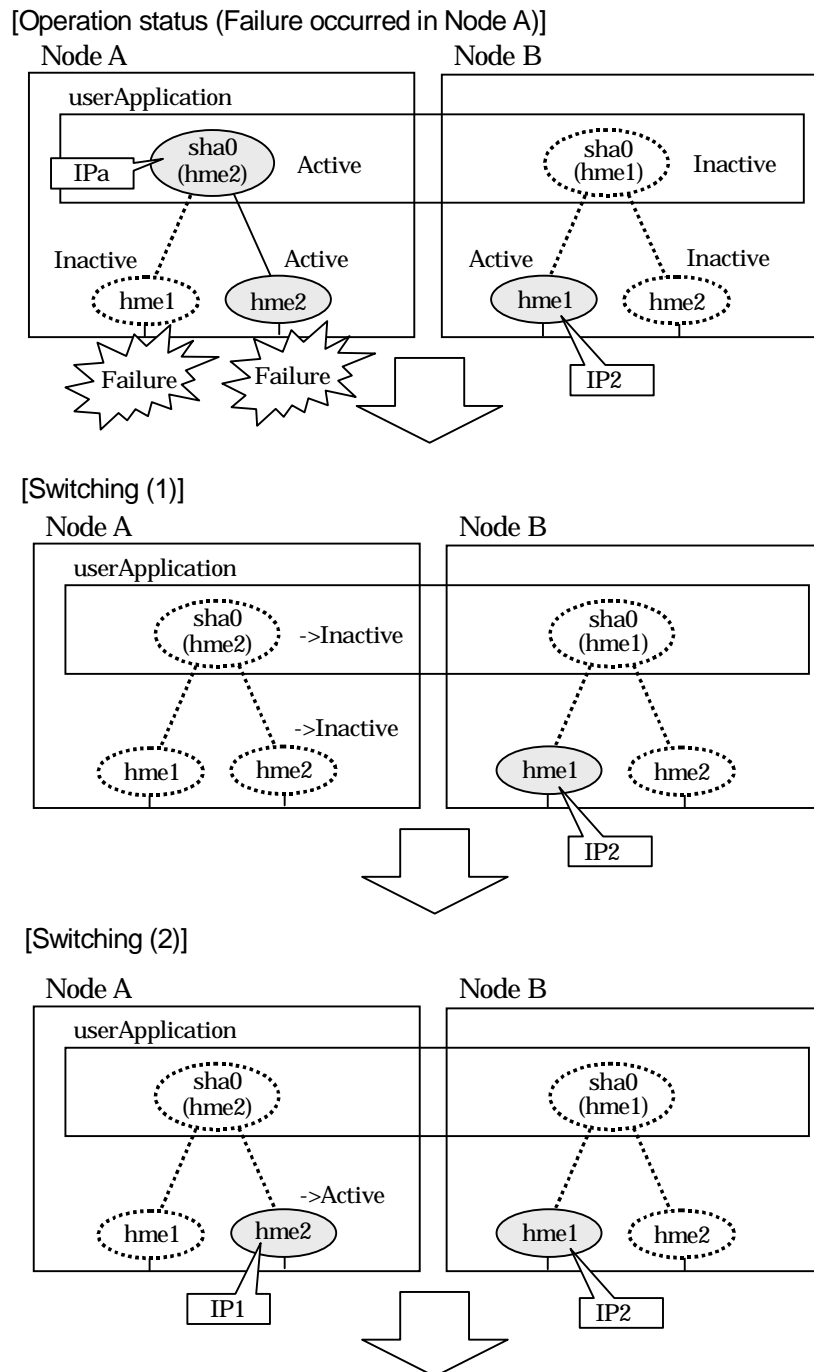 [Operation status (Failure occurred in Node A)]
Node A
Node B
userApplication
IPa
sha0
(hme2)
Active
sha0
(hme1)
Inactive
Inactive
Active
Active
Inactive
hme1
hme2
hme1
hme2
Failure
Failure
IP2
[Switching (1)]
Node A
Node B
userApplication
sha0
(hme2)
->Inactive
sha0
(hme1)
->Inactive
hme1
hme2
hme1
hme2
IP2
[Switching (2)]
Node A
Node B
userApplication
sha0
(hme2)
sha0
(hme1)
->Active
hme1
hme2
hme1
hme2
IP1
IP2